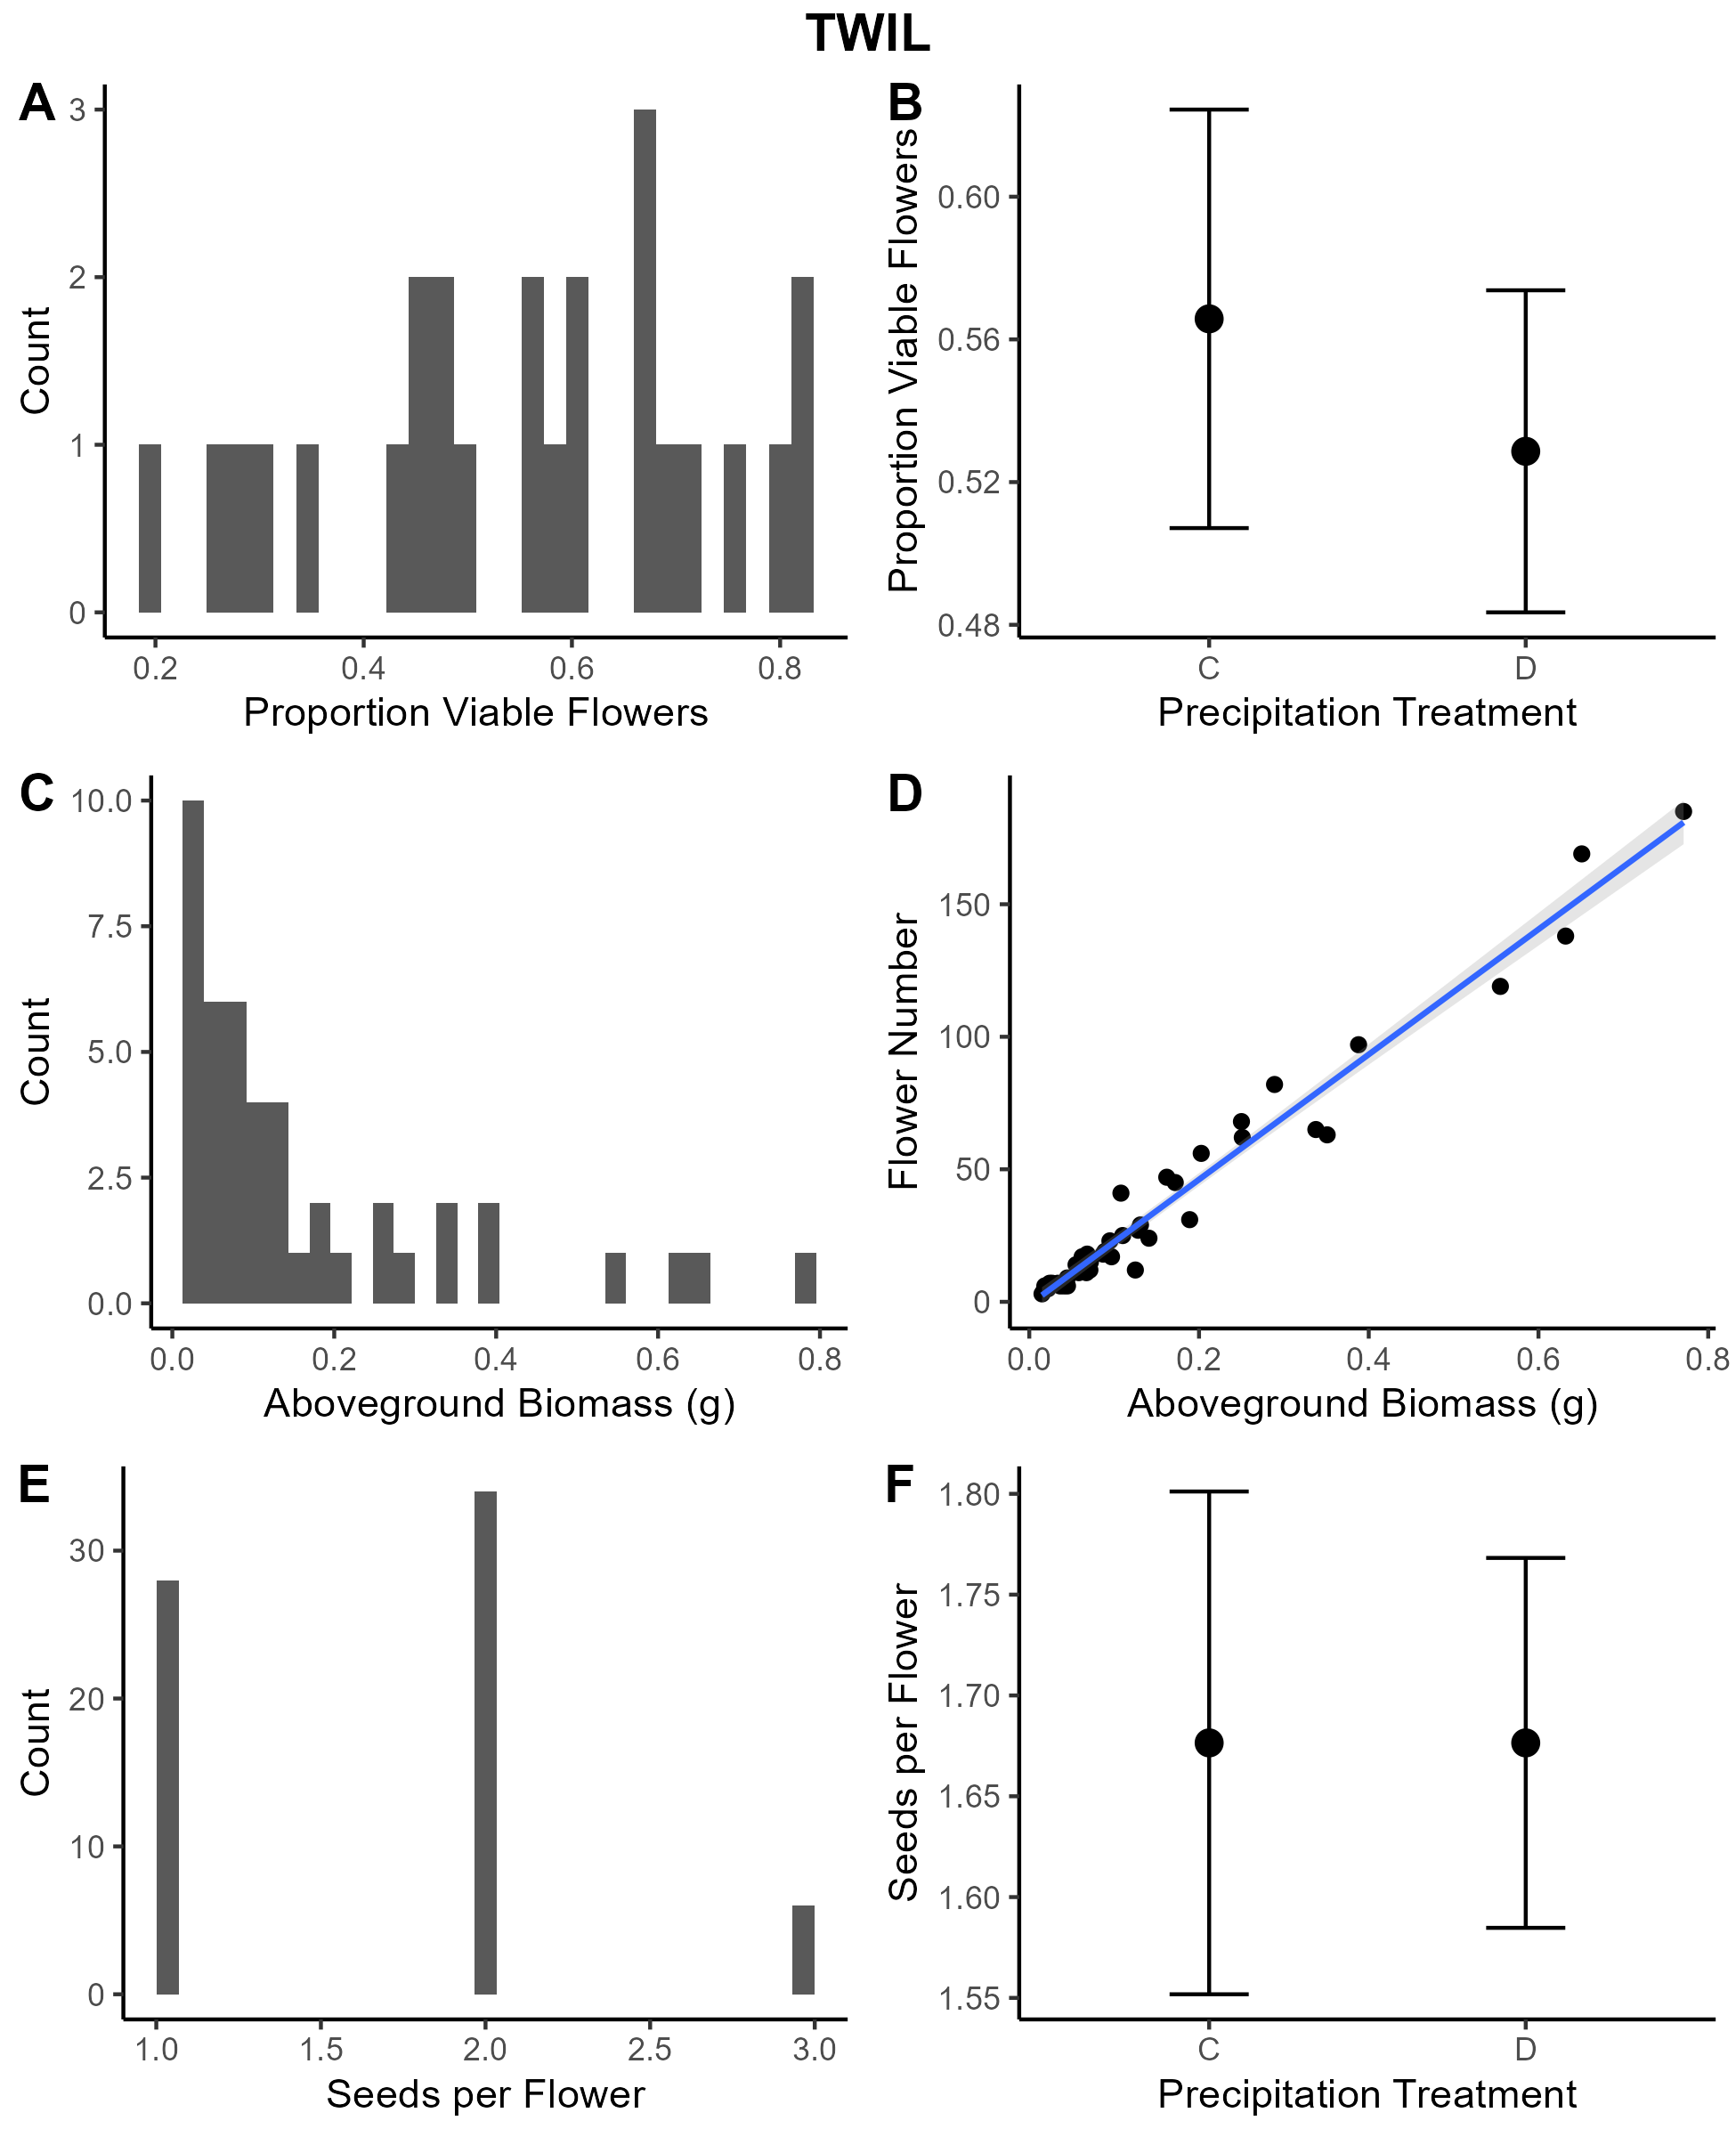 TWIL
A
3
2
1
0
Count
0.2 0.4 0.6 0.8
Proportion Viable Flowers
B
0.60
0.56
0.52
0.48
Proportion Viable Flowers
C D
Precipitation Treatment
C
10.0
7.5
5.0
2.5
0.0
Count
0.0 0.2 0.4 0.6 0.8
Aboveground Biomass (g)
D
150
100
50
0
Flower Number
0.0 0.2 0.4 0.6 0.8
Aboveground Biomass (g)
E
30
20
10
0
Count
1.0 1.5 2.0 2.5 3.0
Seeds per Flower
F
1.80
1.75
1.70
1.65
1.60
1.55
Seeds per Flower
C D
Precipitation Treatment